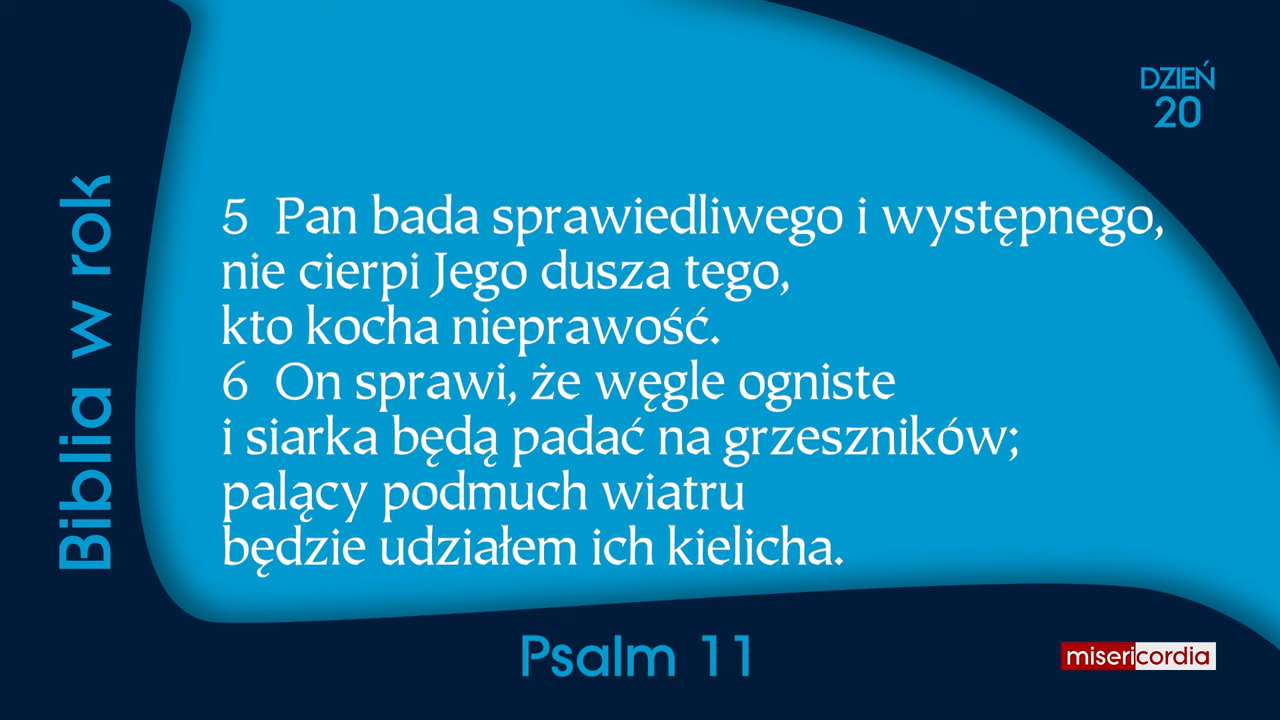 DZIEŃ
20
Biblia w rok
5 Pan bada sprawiedliwego i występnego,
nie cierpi Jego dusza tego,
kto kocha nieprawość.
6 On sprawi, że węgle ogniste
i siarka będą padać na grzeszników;
palący podmuch wiatru
będzie udziałem ich kielicha.
Psalm 11
misericordia